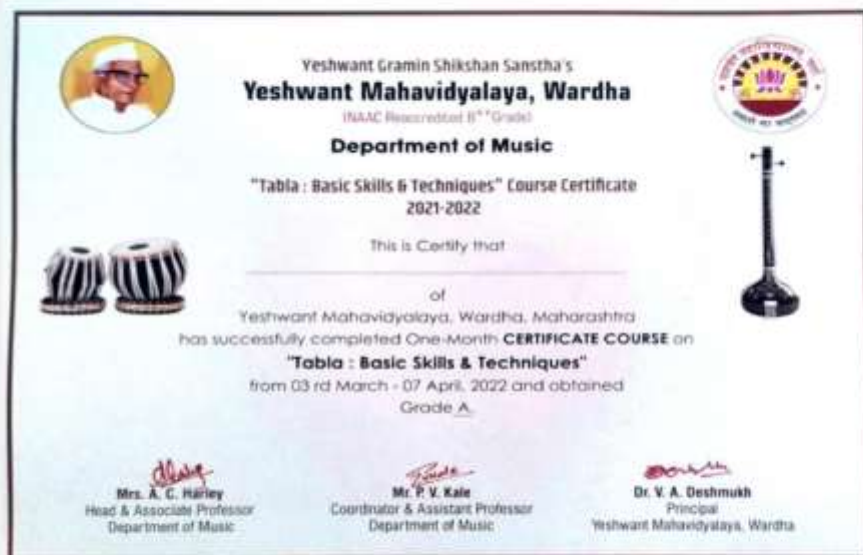 Yeshwant Gramin Shikshan Sanstha's
Yeshwant Mahavidyalaya, Wardha
(NAAC Reaccredited B++ Grade)
Department of Music
"Tabla : Basic Skills & Techniques" Course Certificate
2021-2022
This is Certify that
of
Yeshwant Mahavidyalaya, Wardha, Maharashtra
has successfully completed One-Month CERTIFICATE COURSE on
"Tabla : Basic Skills & Techniques"
from 03 rd March - 07 April, 2022 and obtained
Grade A.
Mrs. A. C. Harley
Head & Associate Professor
Department of Music
Mr. P. V. Kale
Coordinator & Assistant Professor
Department of Music
Dr. V. A. Deshmukh
Principal
Yeshwant Mahavidyalaya, Wardha